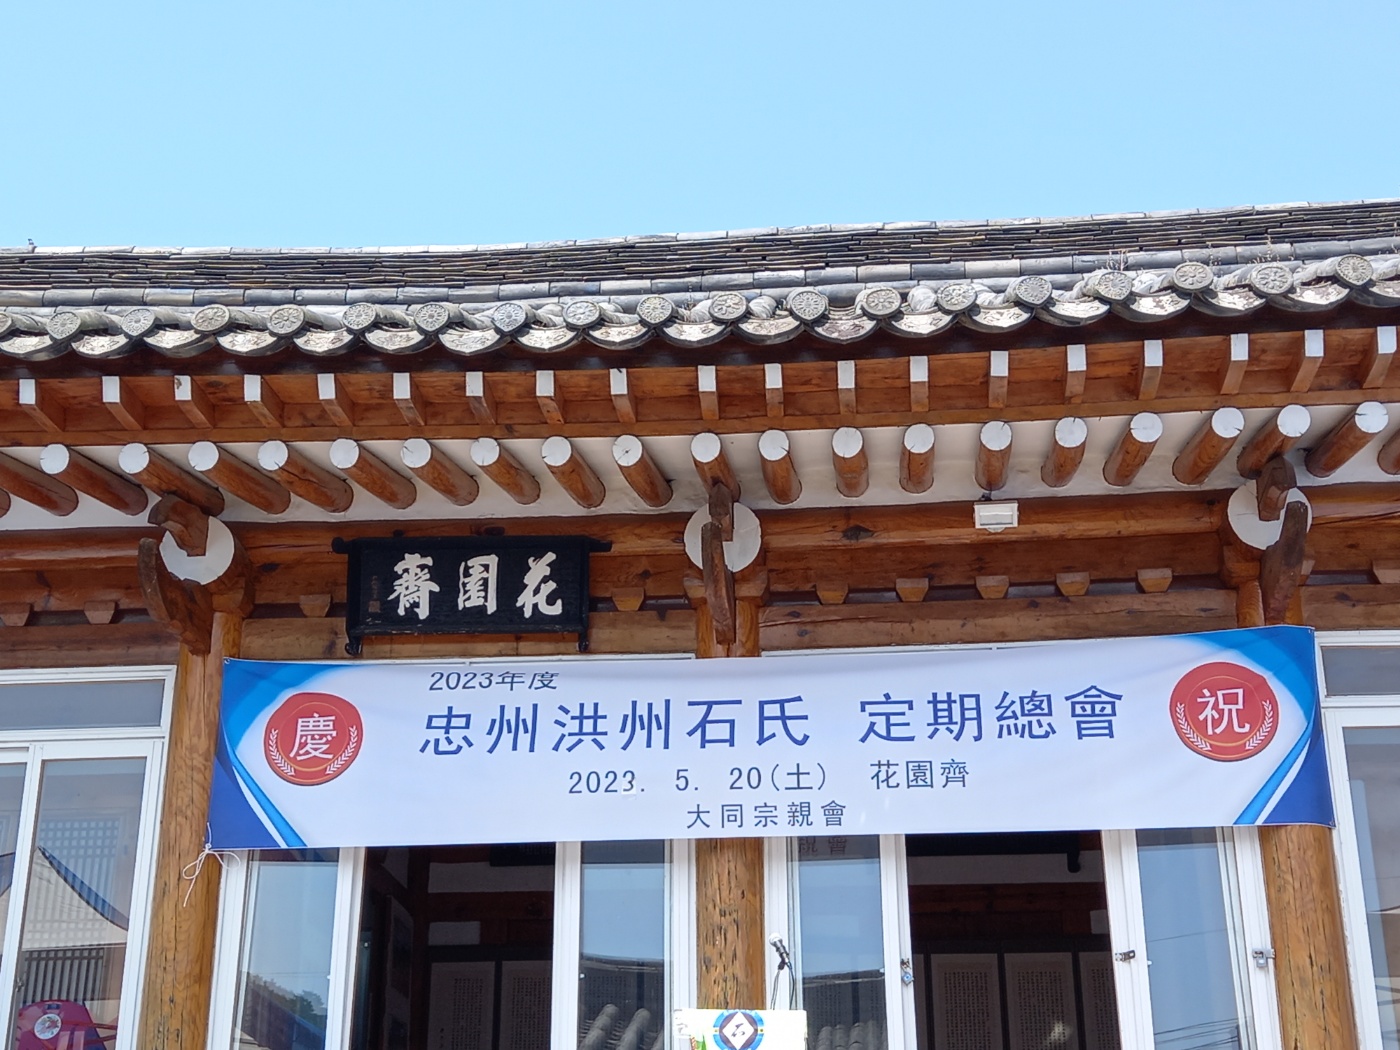 花園齋
2023年度
慶
忠州洪州石氏 定期總會
祝
2023. 5. 20(土) 花園齊
大同宗親會
石